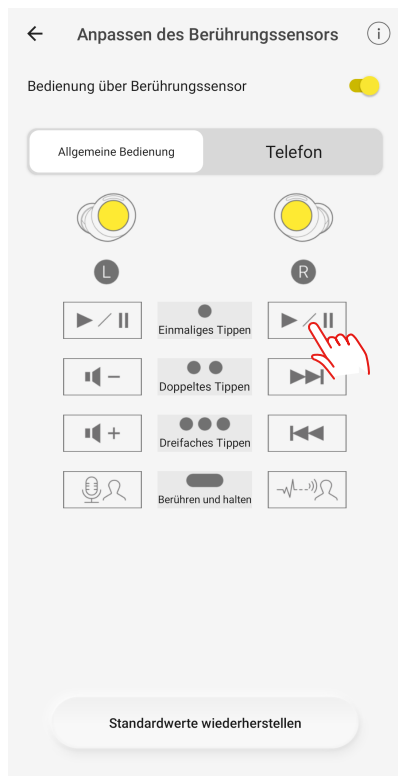 Anpassen des Berührungssensors
Bedienung über Berührungssensor
Allgemeine Bedienung Telefon
L R
Einmaliges Tippen
Doppeltes Tippen
Dreifaches Tippen
Berühren und halten
Standardwerte wiederherstellen